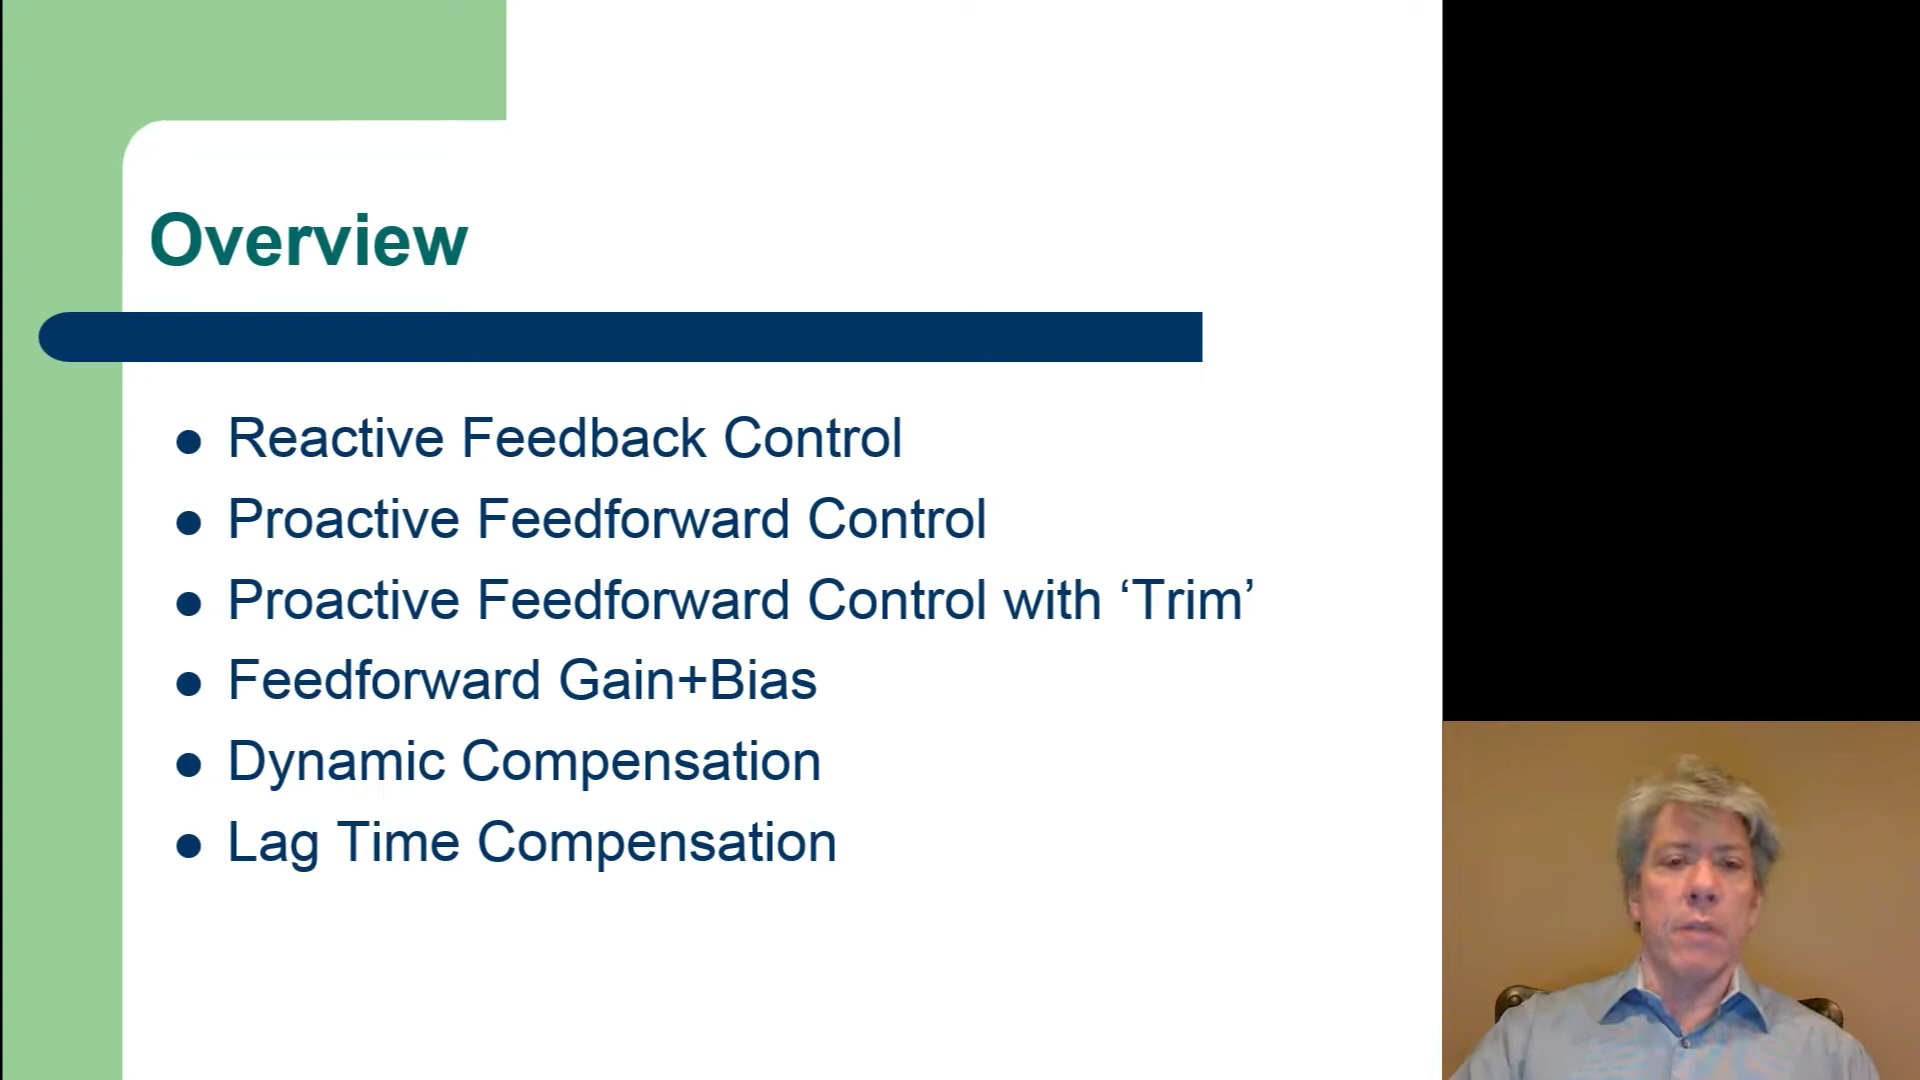 Overview
Reactive Feedback Control
Proactive Feedforward Control
Proactive Feedforward Control with ‘Trim’
Feedforward Gain+Bias
Dynamic Compensation
Lag Time Compensation